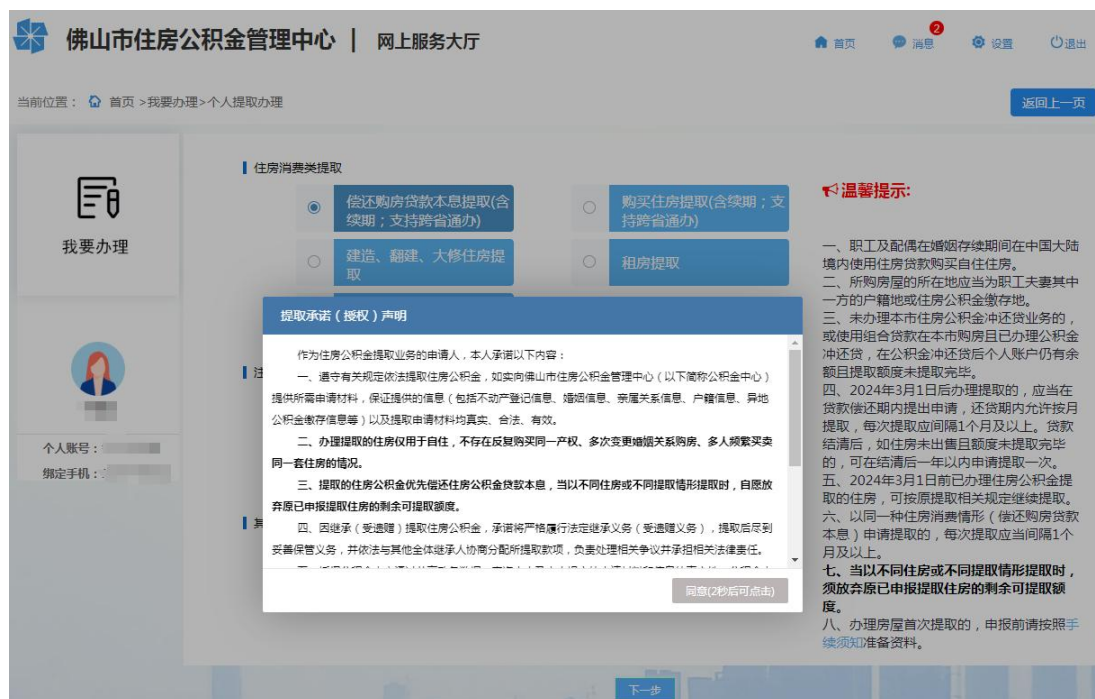 佛山市住房公积金管理中心 | 网上服务大厅
首页
消息
2
设置
退出
当前位置： 首页 >我要办理>个人提取办理
返回上一页
我要办理
个人账号：
绑定手机：
住房消费类提取
偿还购房贷款本息提取(含
续期；支持跨省通办)
购买住房提取(含续期；支
持跨省通办)
建造、翻建、大修住房提
取
租房提取
注
其
提取承诺（授权）声明
作为住房公积金提取业务的申请人，本人承诺以下内容：
一、遵守有关规定依法提取住房公积金，如实向佛山市住房公积金管理中心（以下简称公积金中心）
提供所需申请材料，保证提供的信息（包括不动产登记信息、婚姻信息、亲属关系信息、户籍信息、异地
公积金缴存信息等）以及提取申请材料均真实、合法、有效。
二、办理提取的住房仅用于自住，不存在反复购买同一产权、多次变更婚姻关系购房、多人频繁买卖
同一套住房的情况。
三、提取的住房公积金优先偿还住房公积金贷款本息，当以不同住房或不同提取情形提取时，自愿放
弃原已申报提取住房的剩余可提取额度。
四、因继承（受遗赠）提取住房公积金，承诺将严格履行法定继承义务（受遗赠义务），提取后尽到
妥善保管义务，并依法与其他全体继承人协商分配所提取款项，负责处理相关争议并承担相关法律责任。
同意(2秒后可点击)
温馨提示:
一、职工及配偶在婚姻存续期间在中国大陆
境内使用住房贷款购买自住住房。
二、所购房屋的所在地应当为职工夫妻其中
一方的户籍地或住房公积金缴存地。
三、未办理本市住房公积金冲还贷业务的，
或使用组合贷款在本市购房且已办理公积金
冲还贷，在公积金冲还贷后个人账户仍有余
额且提取额度未提取完毕。
四、2024年3月1日后办理提取的，应当在
贷款偿还期内提出申请，还贷期内允许按月
提取，每次提取应间隔1个月及以上。贷款
结清后，如住房未出售且额度未提取完毕
的，可在结清后一年以内申请提取一次。
五、2024年3月1日前已办理住房公积金提
取的住房，可按原提取相关规定继续提取。
六、以同一种住房消费情形（偿还购房贷款
本息）申请提取的，每次提取应当间隔1个
月及以上。
七、当以不同住房或不同提取情形提取时，
须放弃原已申报提取住房的剩余可提取额
度。
八、办理房屋首次提取的，申报前请按照手
续须知准备资料。
下一步